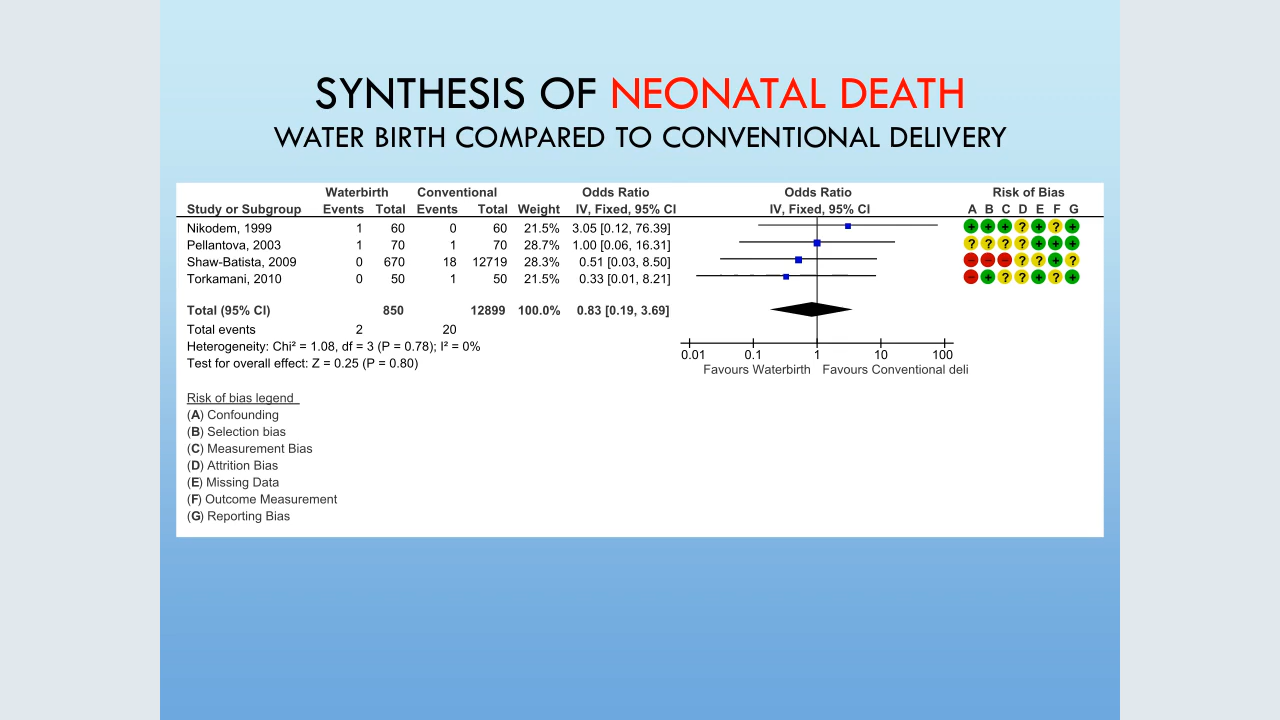 SYNTHESIS OF NEONATAL DEATH
WATER BIRTH COMPARED TO CONVENTIONAL DELIVERY
Waterbirth Conventional Odds Ratio Odds Ratio Risk of Bias
Study or Subgroup Events Total Events Total Weight IV, Fixed, 95% CI IV, Fixed, 95% CI A B C D E F G
Nikodem, 1999 1 60 0 60 21.5% 3.05 [0.12, 76.39] + + + ? + ? +
Pellantova, 2003 1 70 1 70 28.7% 1.00 [0.06, 16.31] ? ? ? ? + + +
Shaw-Batista, 2009 0 670 18 12719 28.3% 0.51 [0.03, 8.50] − − − ? ? + ?
Torkamani, 2010 0 50 1 50 21.5% 0.33 [0.01, 8.21] − + ? ? + ? +
Total (95% CI) 850 12899 100.0% 0.83 [0.19, 3.69]
Total events 2 20
Heterogeneity: Chi² = 1.08, df = 3 (P = 0.78); I² = 0%
Test for overall effect: Z = 0.25 (P = 0.80)
0.01 0.1 1 10 100
Favours Waterbirth Favours Conventional deli
Risk of bias legend
(A) Confounding
(B) Selection bias
(C) Measurement Bias
(D) Attrition Bias
(E) Missing Data
(F) Outcome Measurement
(G) Reporting Bias